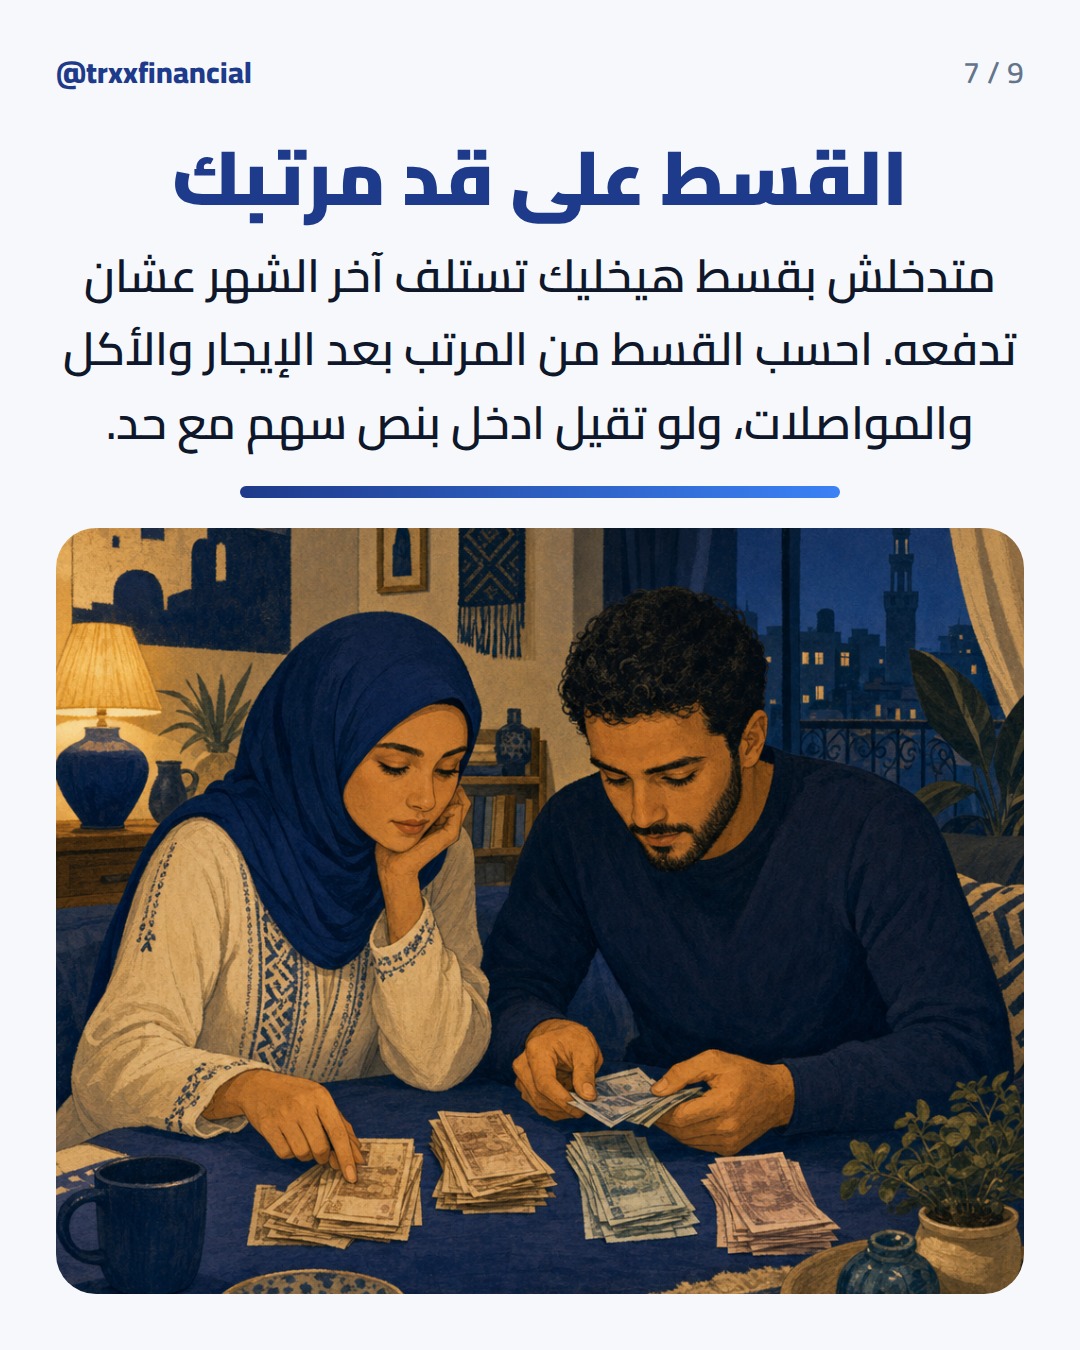 @trxxfinancial
7 / 9
القسط على قد مرتبك
متدخلش بقسط هيخليك تستلف آخر الشهر عشان
تدفعه. احسب القسط من المرتب بعد الإيجار والأكل
والمواصلات، ولو تقيل ادخل بنص سهم مع حد.